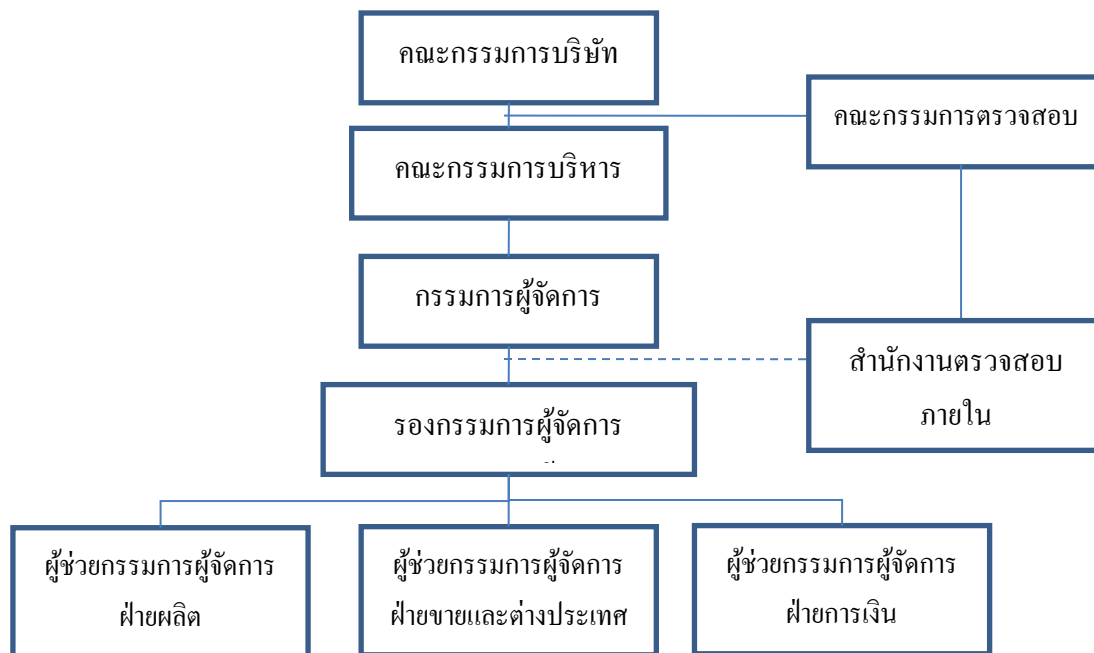 คณะกรรมการบริษัท
คณะกรรมการตรวจสอบ
คณะกรรมการบริหาร
กรรมการผู้จัดการ
สำนักงานตรวจสอบ
ภายใน
รองกรรมการผู้จัดการ
ผู้ช่วยกรรมการผู้จัดการ
ฝ่ายผลิต
ผู้ช่วยกรรมการผู้จัดการ
ฝ่ายขายและต่างประเทศ
ผู้ช่วยกรรมการผู้จัดการ
ฝ่ายการเงิน